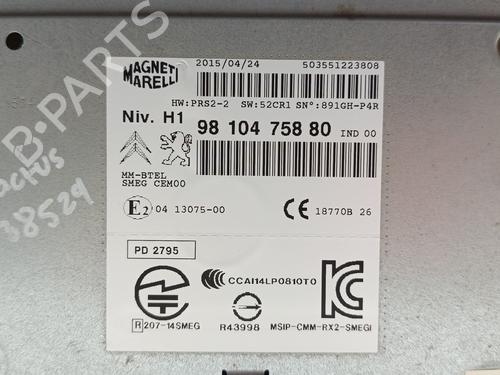 MAGNETI
MARELLI
2015/04/24 503551223808
HW:PRS2-2 SW:52CR1 SN°:891GH-P4R
Niv. H1
98 104 758 80 IND 00
MM-BTEL
SMEG CEM00
E2 04 13075-00
CE 18770B 26
PD 2795
CCAI14LP0810T0
R 207-14SMEG
R43998
MSIP-CMM-RX2-SMEGI
B-PARTS
38529